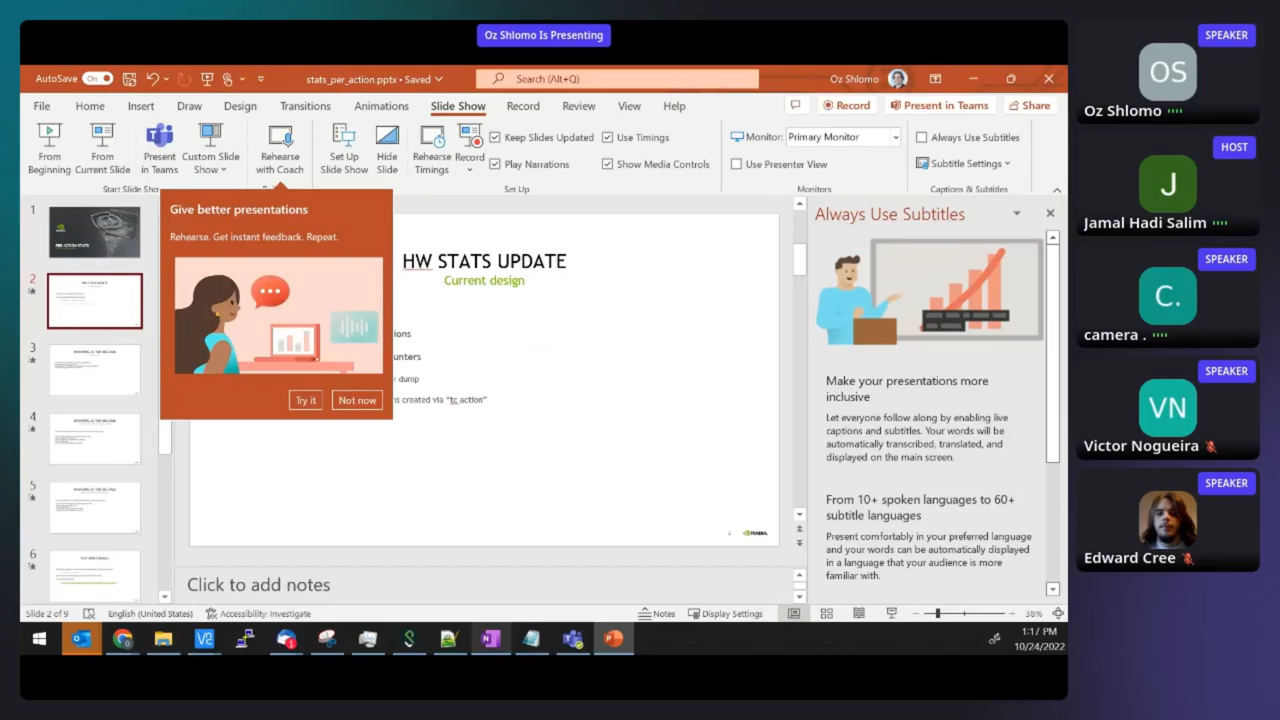 Oz Shlomo Is Presenting
AutoSave On
stats_per_action.pptx • Saved
Search (Alt+Q)
Oz Shlomo
File Home Insert Draw Design Transitions Animations Slide Show Record Review View Help
Record Present in Teams Share
From Beginning
From Current Slide
Present in Teams
Custom Slide Show
Rehearse with Coach
Set Up Slide Show
Hide Slide
Rehearse Timings
Record
Keep Slides Updated
Use Timings
Play Narrations
Show Media Controls
Monitor: Primary Monitor
Use Presenter View
Always Use Subtitles
Subtitle Settings
Start Slide Sho
Set Up
Monitors
Captions & Subtitles
Give better presentations
Rehearse. Get instant feedback. Repeat.
Try it
Not now
1
2
3
4
5
6
HW STATS UPDATE
Current design
ions
unters
r dump
ns created via “tc action”
NVIDIA.
Click to add notes
Always Use Subtitles
Make your presentations more
inclusive
Let everyone follow along by enabling live
captions and subtitles. Your words will be
automatically transcribed, translated, and
displayed on the main screen.
From 10+ spoken languages to 60+
subtitle languages
Present comfortably in your preferred language
and your words can be automatically displayed
in a language that your audience is more
familiar with.
Slide 2 of 9
English (United States)
Accessibility: Investigate
Notes
Display Settings
38%
1:17 PM
10/24/2022
SPEAKER
OS
Oz Shlomo
HOST
J
Jamal Hadi Salim
SPEAKER
C.
camera .
SPEAKER
VN
Victor Nogueira
SPEAKER
Edward Cree